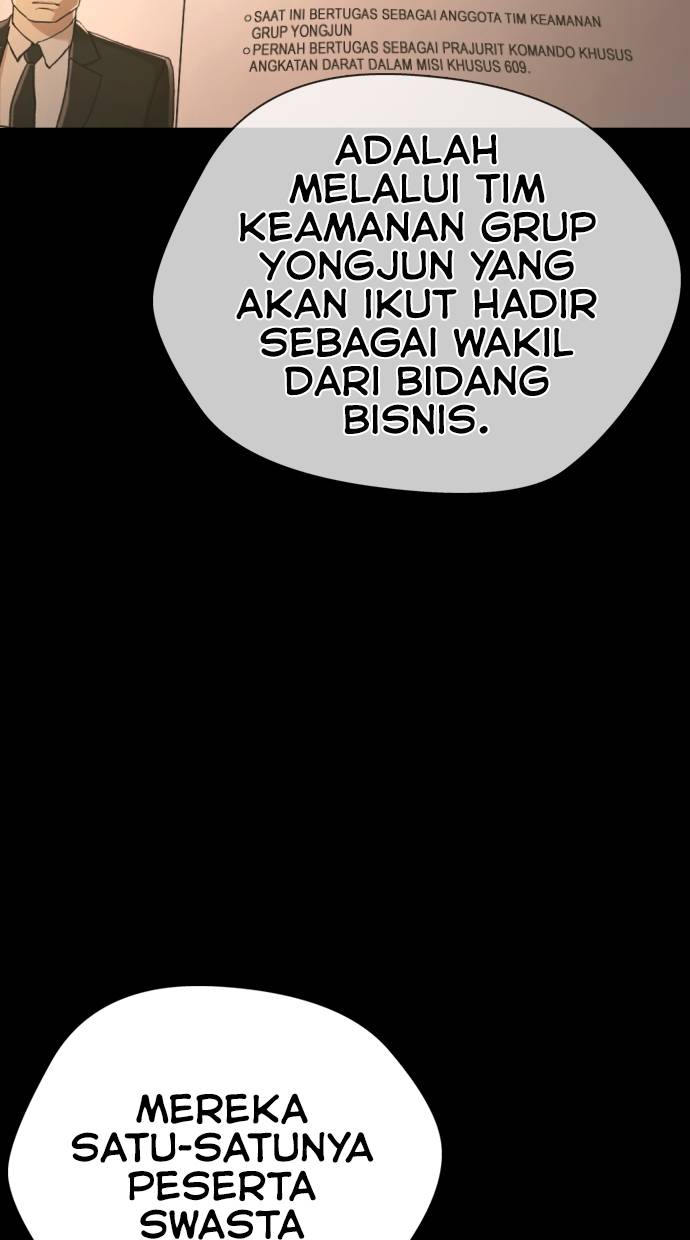 ○SAAT INI BERTUGAS SEBAGAI ANGGOTA TIM KEAMANAN
GRUP YONGJUN
○PERNAH BERTUGAS SEBAGAI PRAJURIT KOMANDO KHUSUS
ANGKATAN DARAT DALAM MISI KHUSUS 609.
ADALAH
MELALUI TIM
KEAMANAN GRUP
YONGJUN YANG
AKAN IKUT HADIR
SEBAGAI WAKIL
DARI BIDANG
BISNIS.
MEREKA
SATU-SATUNYA
PESERTA
SWASTA